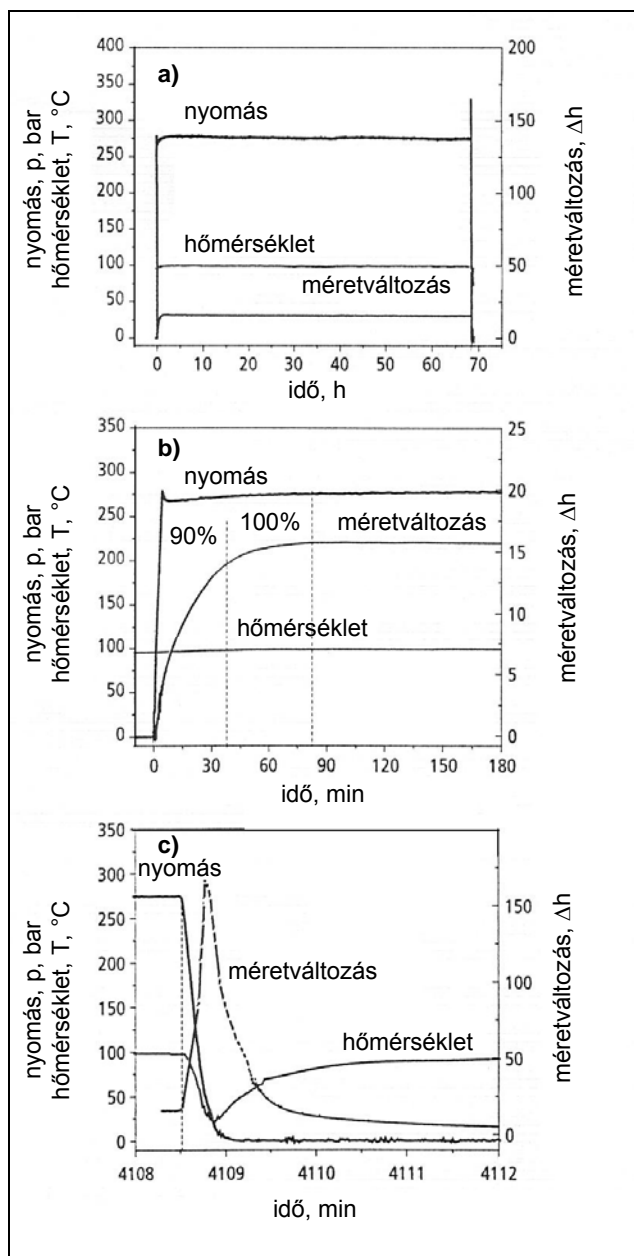 a)
nyomás
hőmérséklet
méretváltozás
nyomás, p, bar
hőmérséklet, T, °C
400
350
300
250
200
150
100
50
0
200
150
100
50
0
méretváltozás, Δh
0 10 20 30 40 50 60 70
idő, h
b)
nyomás
90% 100% méretváltozás
hőmérséklet
nyomás, p, bar
hőmérséklet, T, °C
350
300
250
200
150
100
50
0
25
20
15
10
5
0
méretváltozás, Δh
0 30 60 90 120 150 180
idő, min
c)
nyomás
méretváltozás
hőmérséklet
nyomás, p, bar
hőmérséklet, T, °C
350
300
250
200
150
100
50
0
150
100
50
0
méretváltozás, Δh
4108 4109 4110 4111 4112
idő, min